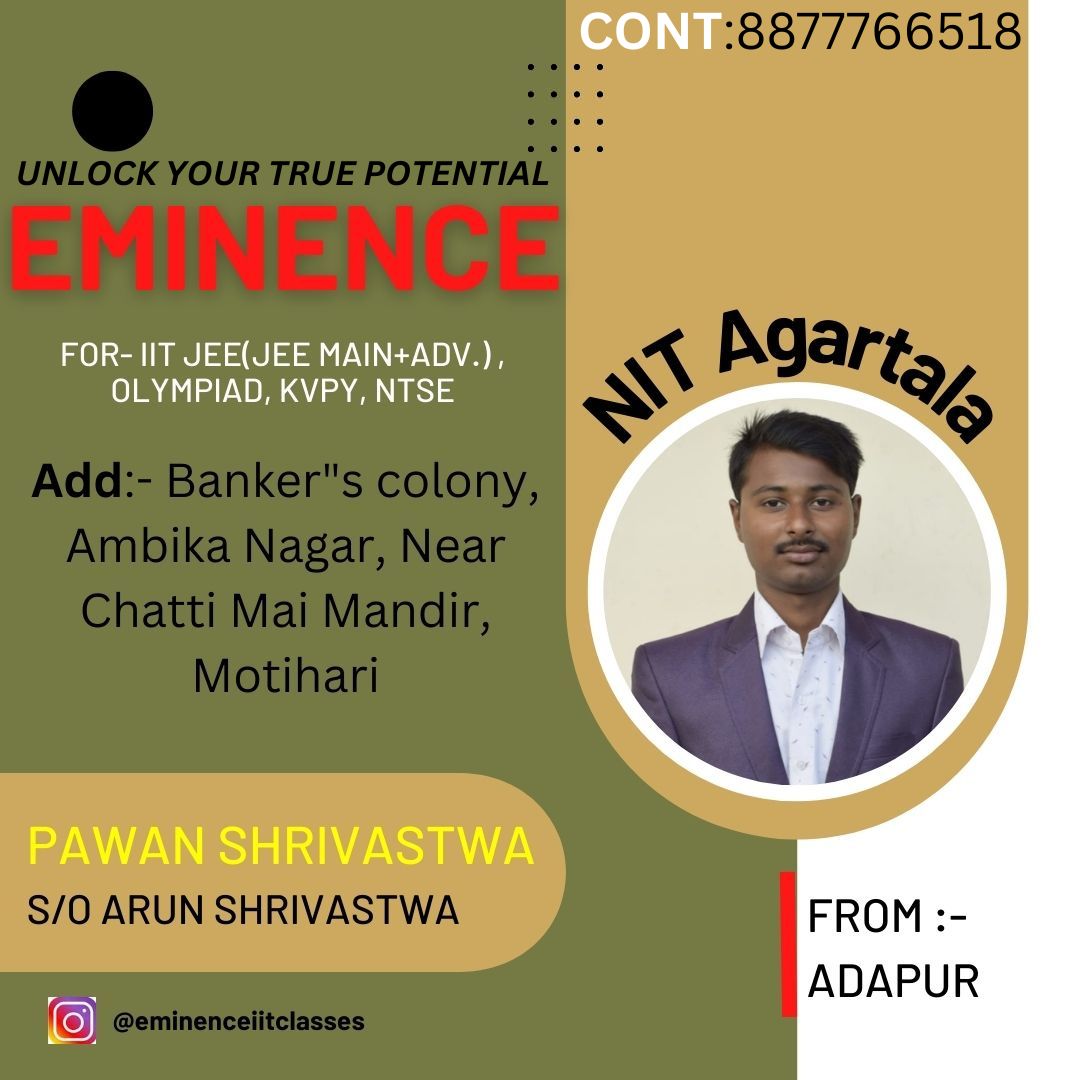 CONT:8877766518
UNLOCK YOUR TRUE POTENTIAL
EMINENCE
FOR- IIT JEE(JEE MAIN+ADV.) ,
OLYMPIAD, KVPY, NTSE
Add:- Banker"s colony,
Ambika Nagar, Near
Chatti Mai Mandir,
Motihari
NIT Agartala
PAWAN SHRIVASTWA
S/O ARUN SHRIVASTWA
FROM :-
ADAPUR
@eminenceiitclasses